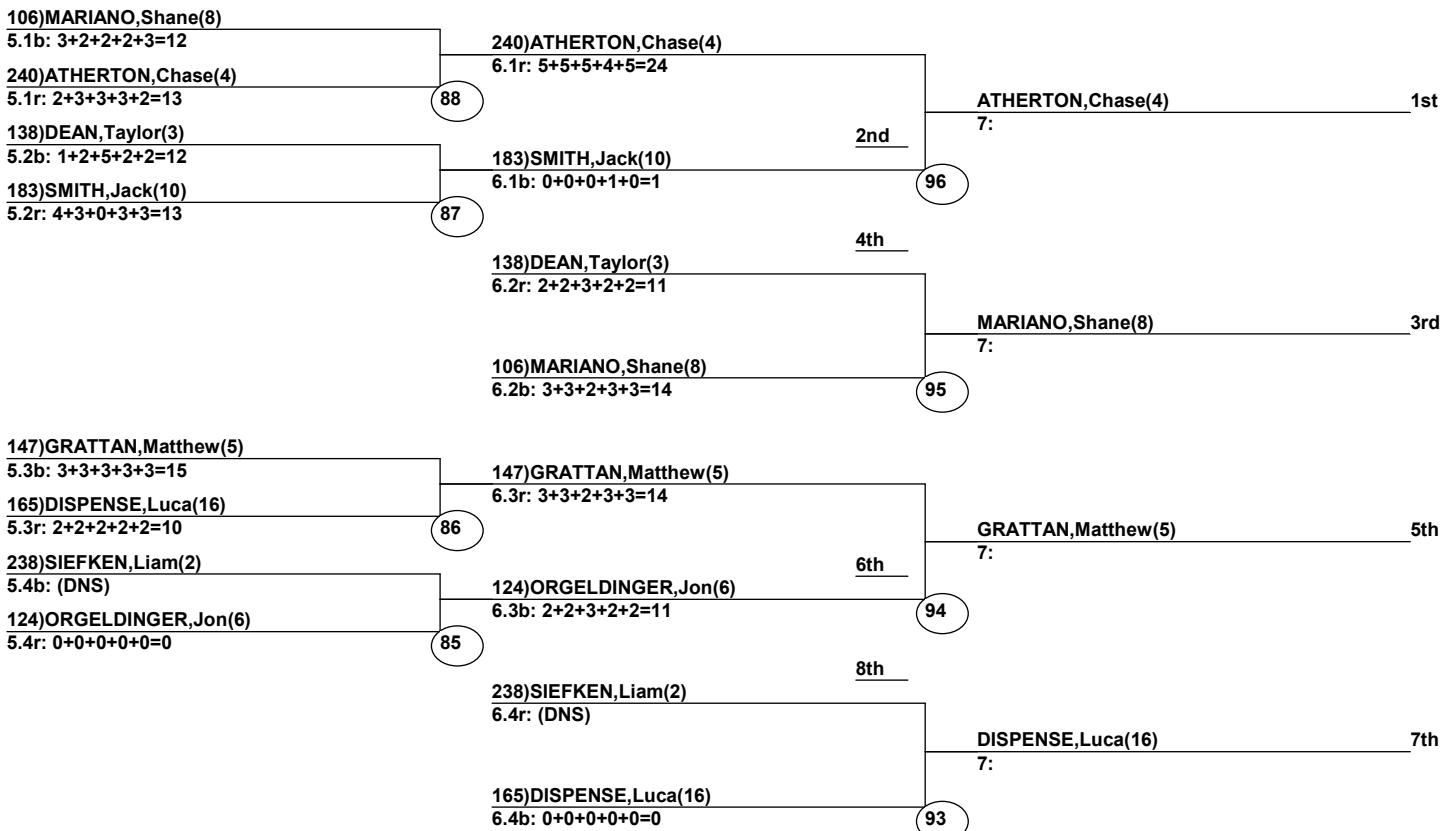 106)MARIANO,Shane(8)
5.1b: 3+2+2+2+3=12
240)ATHERTON,Chase(4)
5.1r: 2+3+3+3+2=13
88
138)DEAN,Taylor(3)
5.2b: 1+2+5+2+2=12
183)SMITH,Jack(10)
5.2r: 4+3+0+3+3=13
87
240)ATHERTON,Chase(4)
6.1r: 5+5+5+4+5=24
183)SMITH,Jack(10)
6.1b: 0+0+0+1+0=1
2nd
96
ATHERTON,Chase(4) 1st
7:
4th
138)DEAN,Taylor(3)
6.2r: 2+2+3+2+2=11
106)MARIANO,Shane(8)
6.2b: 3+3+2+3+3=14
95
MARIANO,Shane(8) 3rd
7:
147)GRATTAN,Matthew(5)
5.3b: 3+3+3+3+3=15
165)DISPENSE,Luca(16)
5.3r: 2+2+2+2+2=10
86
238)SIEFKEN,Liam(2)
5.4b: (DNS)
124)ORGELDINGER,Jon(6)
5.4r: 0+0+0+0+0=0
85
147)GRATTAN,Matthew(5)
6.3r: 3+3+2+3+3=14
124)ORGELDINGER,Jon(6)
6.3b: 2+2+3+2+2=11
6th
94
GRATTAN,Matthew(5) 5th
7:
8th
238)SIEFKEN,Liam(2)
6.4r: (DNS)
165)DISPENSE,Luca(16)
6.4b: 0+0+0+0+0=0
93
DISPENSE,Luca(16) 7th
7: